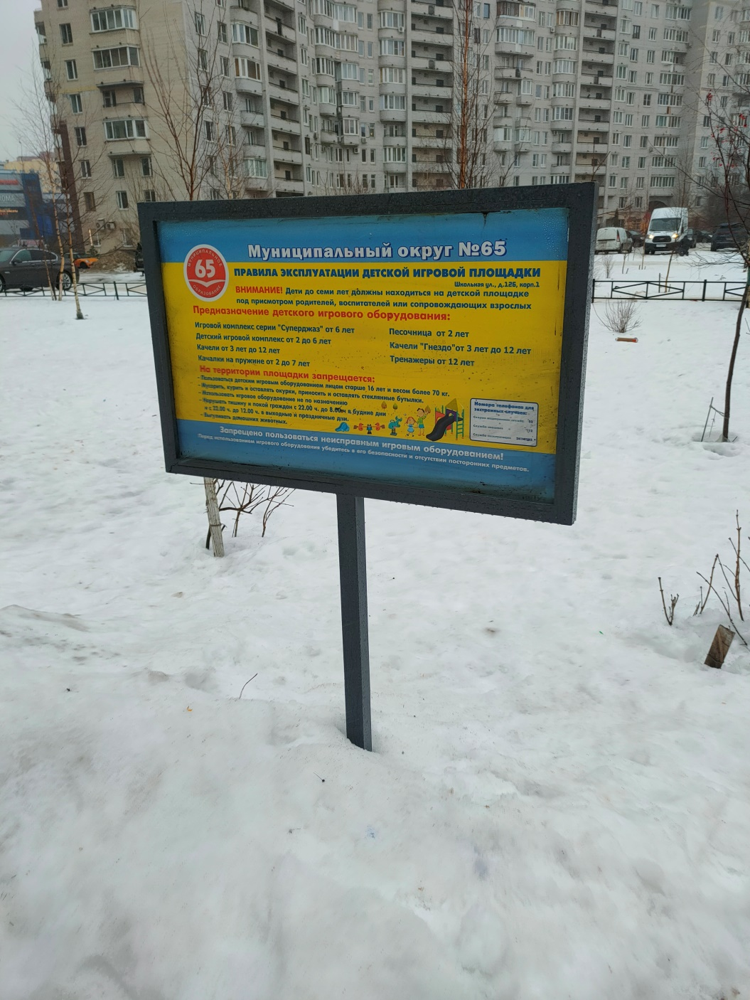 Муниципальный округ №65
МУНИЦИПАЛЬНОЕ
65
ОБРАЗОВАНИЕ
ПРАВИЛА ЭКСПЛУАТАЦИИ ДЕТСКОЙ ИГРОВОЙ ПЛОЩАДКИ
Школьная ул., д.126, корп.1
ВНИМАНИЕ! Дети до семи лет должны находиться на детской площадке
под присмотром родителей, воспитателей или сопровождающих взрослых
Предназначение детского игрового оборудования:
Игровой комплекс серии "Суперджаз" от 6 лет
Детский игровой комплекс от 2 до 6 лет
Качели от 3 лет до 12 лет
Качалки на пружине от 2 до 7 лет
Песочница от 2 лет
Качели "Гнездо"от 3 лет до 12 лет
Тренажеры от 12 лет
На территории площадки запрещается:
- Пользоваться детским игровым оборудованием лицам старше 16 лет и весом более 70 кг.
- Мусорить, курить и оставлять окурки, приносить и оставлять стеклянные бутылки.
- Использовать игровое оборудование не по назначению
- Нарушать тишину и покой граждан с 22.00 ч. до 8.00ч в будние дни
и с 22.00 ч. до 12.00 ч. в выходные и праздничные дни.
- Выгуливать домашних животных.
Номера телефонов для
экстренных случаев:
Запрещено пользоваться неисправным игровым оборудованием!
Перед использованием игрового оборудования убедитесь в его безопасности и отсутствии посторонних предметов.